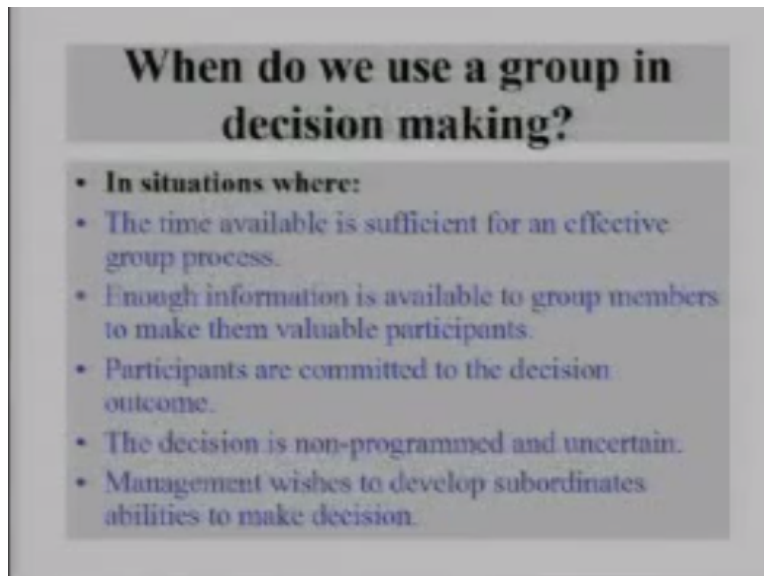 When do we use a group in
decision making?
• In situations where:
• The time available is sufficient for an effective
group process.
• Enough information is available to group members
to make them valuable participants.
• Participants are committed to the decision
outcome.
• The decision is non-programmed and uncertain.
• Management wishes to develop subordinates
abilities to make decision.